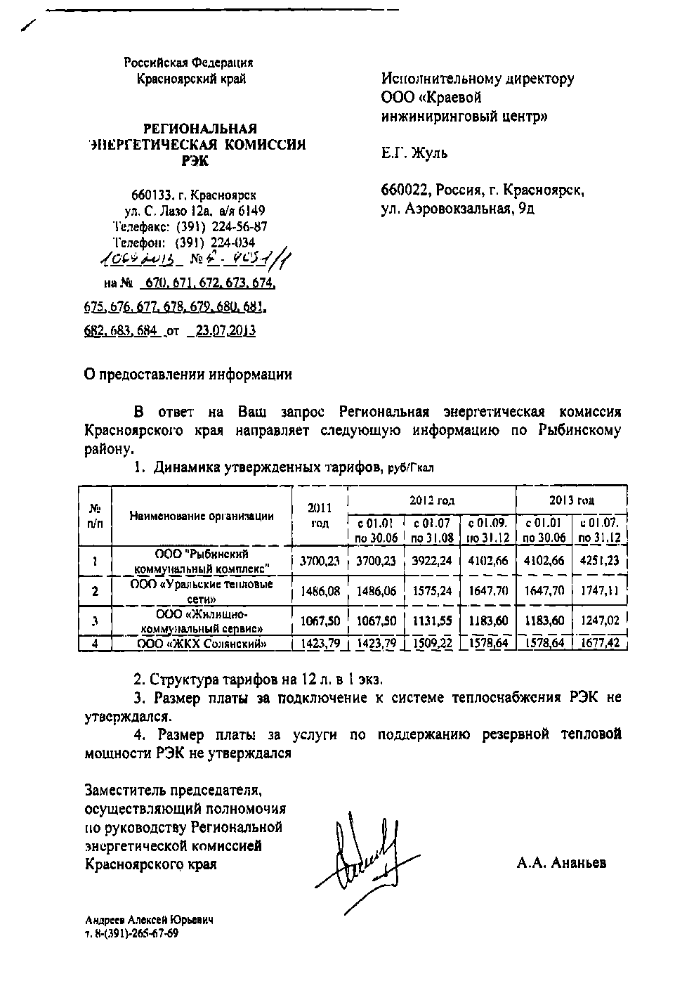 Российская Федерация
Красноярский край
РЕГИОНАЛЬНАЯ
ЭНЕРГЕТИЧЕСКАЯ КОМИССИЯ
РЭК
660133, г. Красноярск
ул. С. Лазо 12а, а/я 6149
Телефакс: (391) 224-56-87
Телефон: (391) 224-034
№
на № 670, 671, 672, 673, 674,
675, 676, 677, 678, 679, 680, 681,
682, 683, 684 от 23.07.2013
Исполнительному директору
ООО «Краевой
инжиниринговый центр»
Е.Г. Жуль
660022, Россия, г. Красноярск,
ул. Аэровокзальная, 9д
О предоставлении информации
В ответ на Ваш запрос Региональная энергетическая комиссия
Красноярского края направляет следующую информацию по Рыбинскому
району.
1. Динамика утвержденных тарифов, руб/Гкал
№ п/п Наименование организации 2011 год 2012 год 2013 год
с 01.01 по 30.06 с 01.07 по 31.08 с 01.09. по 31.12 с 01.01 по 30.06 с 01.07. по 31.12
1 ООО "Рыбинский коммунальный комплекс" 3700,23 3700,23 3922,24 4102,66 4102,66 4251,23
2 ООО «Уральские тепловые сети» 1486,08 1486,06 1575,24 1647,70 1647,70 1747,11
3 ООО «Жилищно-коммунальный сервис» 1067,50 1067,50 1131,55 1183,60 1183,60 1247,02
4 ООО «ЖКХ Солянский» 1423,79 1423,79 1509,22 1578,64 1578,64 1677,42
2. Структура тарифов на 12 л. в 1 экз.
3. Размер платы за подключение к системе теплоснабжения РЭК не
утверждался.
4. Размер платы за услуги по поддержанию резервной тепловой
мощности РЭК не утверждался
Заместитель председателя,
осуществляющий полномочия
по руководству Региональной
энергетической комиссией
Красноярского края
А.А. Ананьев
Андреев Алексей Юрьевич
т. 8-(391)-265-67-69